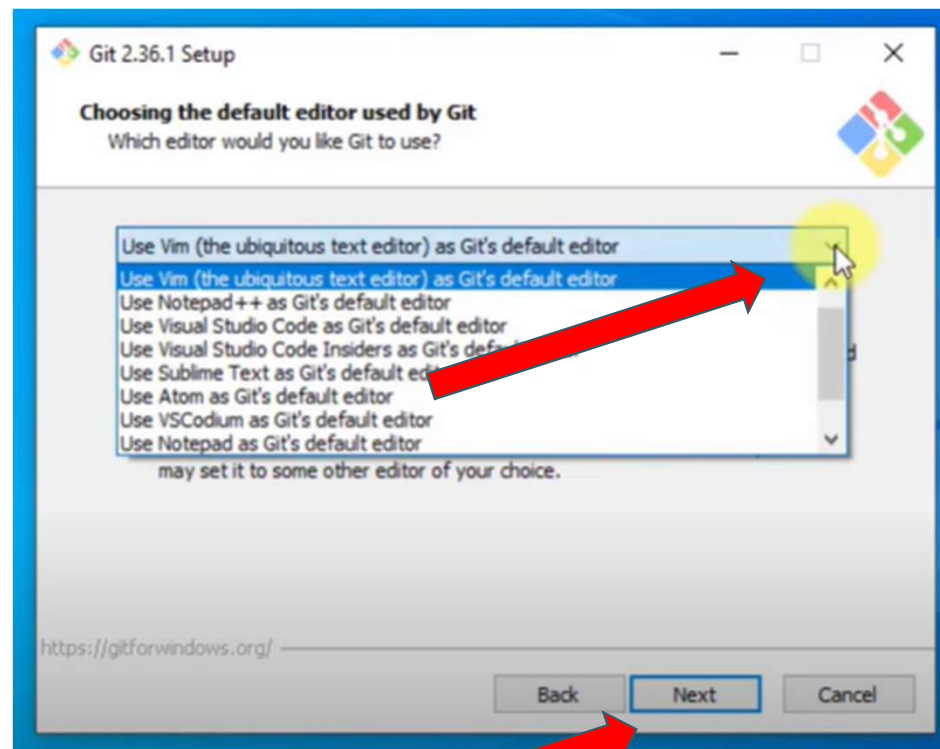 Git 2.36.1 Setup
Choosing the default editor used by Git
Which editor would you like Git to use?
Use Vim (the ubiquitous text editor) as Git's default editor
Use Vim (the ubiquitous text editor) as Git's default editor
Use Notepad++ as Git's default editor
Use Visual Studio Code as Git's default editor
Use Visual Studio Code Insiders as Git's
Use Sublime Text as Git's default
Use Atom as Git's default editor
Use VSCodium as Git's default editor
Use Notepad as Git's default editor
may set it to some other editor of your choice.
https://gitforwindows.org/
Back Next Cancel